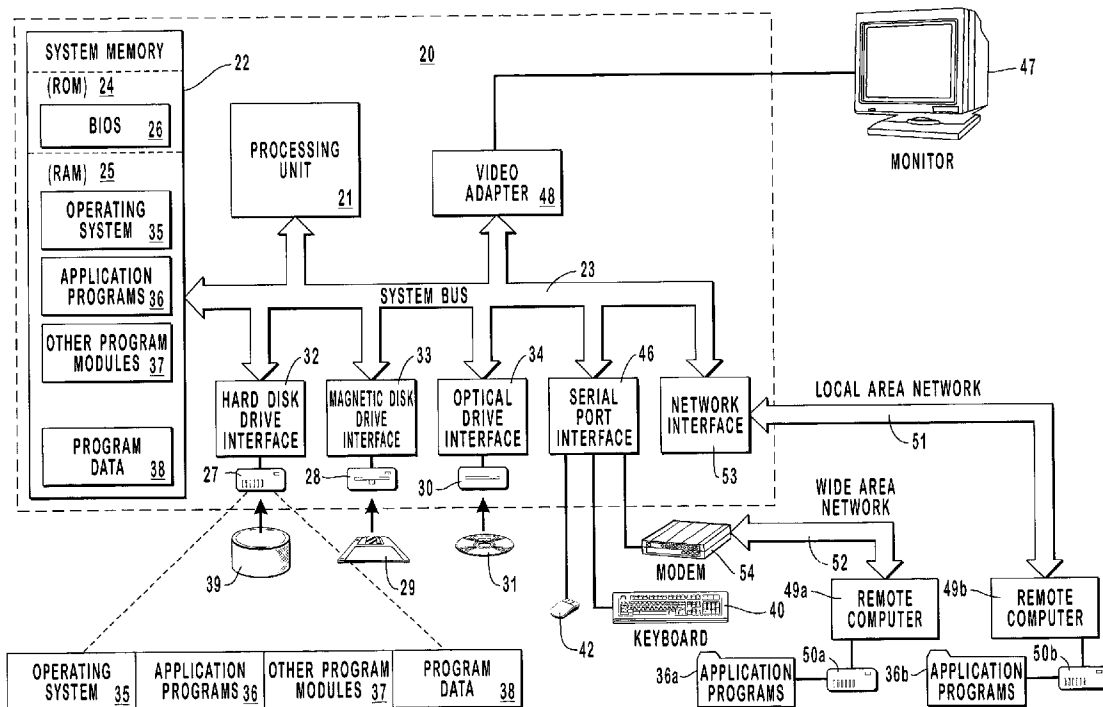 SYSTEM MEMORY
(ROM) 24
BIOS 26
(RAM) 25
OPERATING
SYSTEM 35
APPLICATION
PROGRAMS 36
OTHER PROGRAM
MODULES 37
PROGRAM
DATA 38
22
20
PROCESSING
UNIT
21
VIDEO
ADAPTER 48
47
MONITOR
23
SYSTEM BUS
32
HARD DISK
DRIVE
INTERFACE
33
MAGNETIC DISK
DRIVE
INTERFACE
34
OPTICAL
DRIVE
INTERFACE
46
SERIAL
PORT
INTERFACE
NETWORK
INTERFACE
53
LOCAL AREA NETWORK
51
27
28
30
39
29
31
WIDE AREA
NETWORK
52
MODEM
54
42
KEYBOARD
40
49a
REMOTE
COMPUTER
49b
REMOTE
COMPUTER
50a
36a
APPLICATION
PROGRAMS
50b
36b
APPLICATION
PROGRAMS
OPERATING
SYSTEM 35
APPLICATION
PROGRAMS 36
OTHER PROGRAM
MODULES 37
PROGRAM
DATA 38